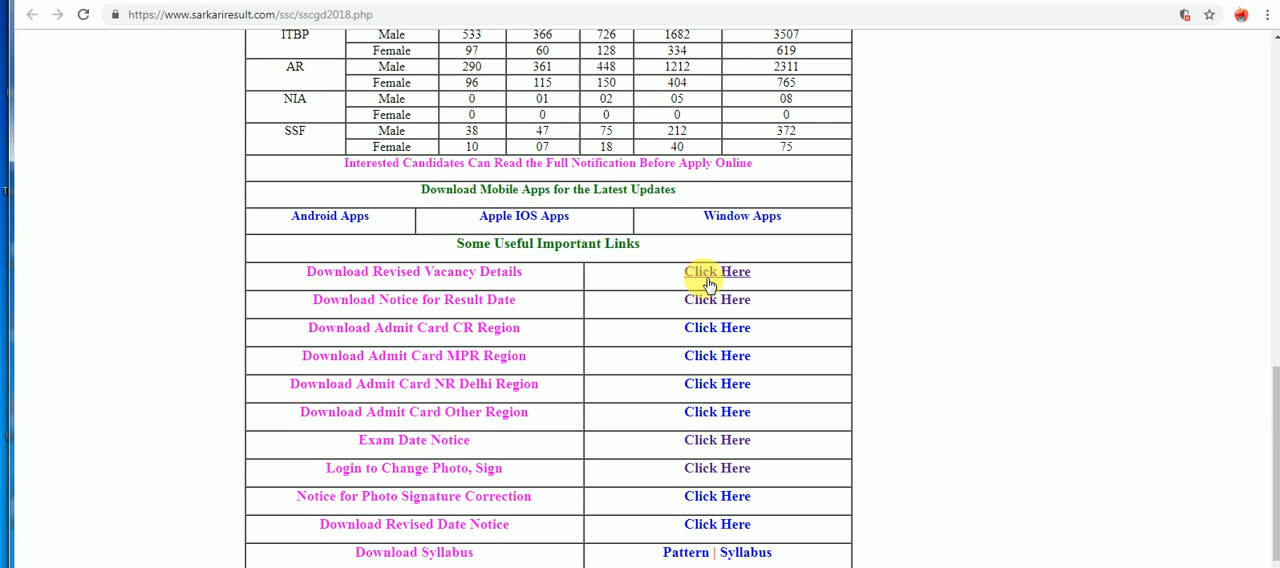 https://www.sarkariresult.com/ssc/sscgd2018.php
ITBP Male 533 366 726 1682 3507
Female 97 60 128 334 619
AR Male 290 361 448 1212 2311
Female 96 115 150 404 765
NIA Male 0 01 02 05 08
Female 0 0 0 0 0
SSF Male 38 47 75 212 372
Female 10 07 18 40 75
Interested Candidates Can Read the Full Notification Before Apply Online
Download Mobile Apps for the Latest Updates
Android Apps Apple IOS Apps Window Apps
Some Useful Important Links
Download Revised Vacancy Details Click Here
Download Notice for Result Date Click Here
Download Admit Card CR Region Click Here
Download Admit Card MPR Region Click Here
Download Admit Card NR Delhi Region Click Here
Download Admit Card Other Region Click Here
Exam Date Notice Click Here
Login to Change Photo, Sign Click Here
Notice for Photo Signature Correction Click Here
Download Revised Date Notice Click Here
Download Syllabus Pattern | Syllabus